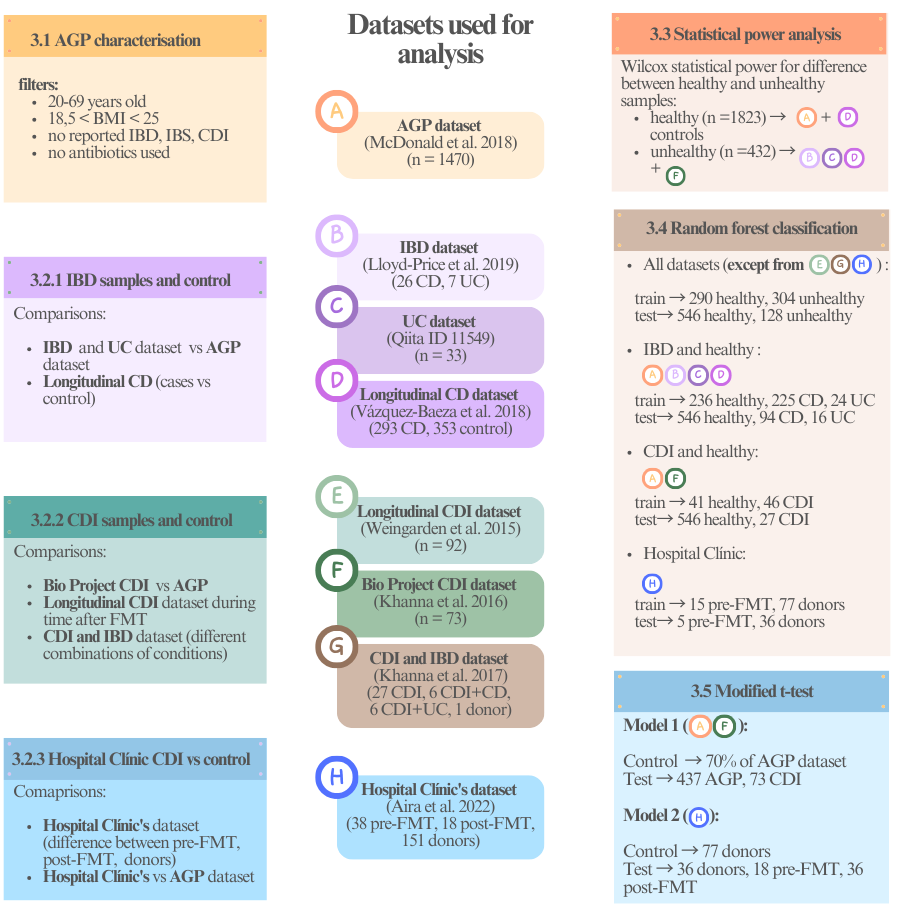 3.1 AGP characterisation
filters:
• 20-69 years old
• 18,5 < BMI < 25
• no reported IBD, IBS, CDI
• no antibiotics used
3.2.1 IBD samples and control
Comparisons:
• IBD and UC dataset vs AGP
dataset
• Longitudinal CD (cases vs
control)
3.2.2 CDI samples and control
Comparisons:
• Bio Project CDI vs AGP
• Longitudinal CDI dataset during
time after FMT
• CDI and IBD dataset (different
combinations of conditions)
3.2.3 Hospital Clínic CDI vs control
Comaprisons:
• Hospital Clínic's dataset
(difference between pre-FMT,
post-FMT, donors)
• Hospital Clínic's vs AGP dataset
Datasets used for
analysis
A
AGP dataset
(McDonald et al. 2018)
(n = 1470)
B
IBD dataset
(Lloyd-Price et al. 2019)
(26 CD, 7 UC)
C
UC dataset
(Qiita ID 11549)
(n = 33)
D
Longitudinal CD dataset
(Vázquez-Baeza et al. 2018)
(293 CD, 353 control)
E
Longitudinal CDI dataset
(Weingarden et al. 2015)
(n = 92)
F
Bio Project CDI dataset
(Khanna et al. 2016)
(n = 73)
G
CDI and IBD dataset
(Khanna et al. 2017)
(27 CDI, 6 CDI+CD,
6 CDI+UC, 1 donor)
H
Hospital Clínic's dataset
(Aira et al. 2022)
(38 pre-FMT, 18 post-FMT,
151 donors)
3.3 Statistical power analysis
Wilcox statistical power for difference
between healthy and unhealthy
samples:
• healthy (n =1823) → A + D
controls
• unhealthy (n =432) → B C D
+ F
3.4 Random forest classification
• All datasets (except from E G H ) :
train → 290 healthy, 304 unhealthy
test→ 546 healthy, 128 unhealthy
• IBD and healthy :
A B C D
train → 236 healthy, 225 CD, 24 UC
test→ 546 healthy, 94 CD, 16 UC
• CDI and healthy:
A F
train → 41 healthy, 46 CDI
test→ 546 healthy, 27 CDI
• Hospital Clínic:
H
train → 15 pre-FMT, 77 donors
test→ 5 pre-FMT, 36 donors
3.5 Modified t-test
Model 1 ( A F ):
Control → 70% of AGP dataset
Test → 437 AGP, 73 CDI
Model 2 ( H ):
Control → 77 donors
Test → 36 donors, 18 pre-FMT, 36
post-FMT